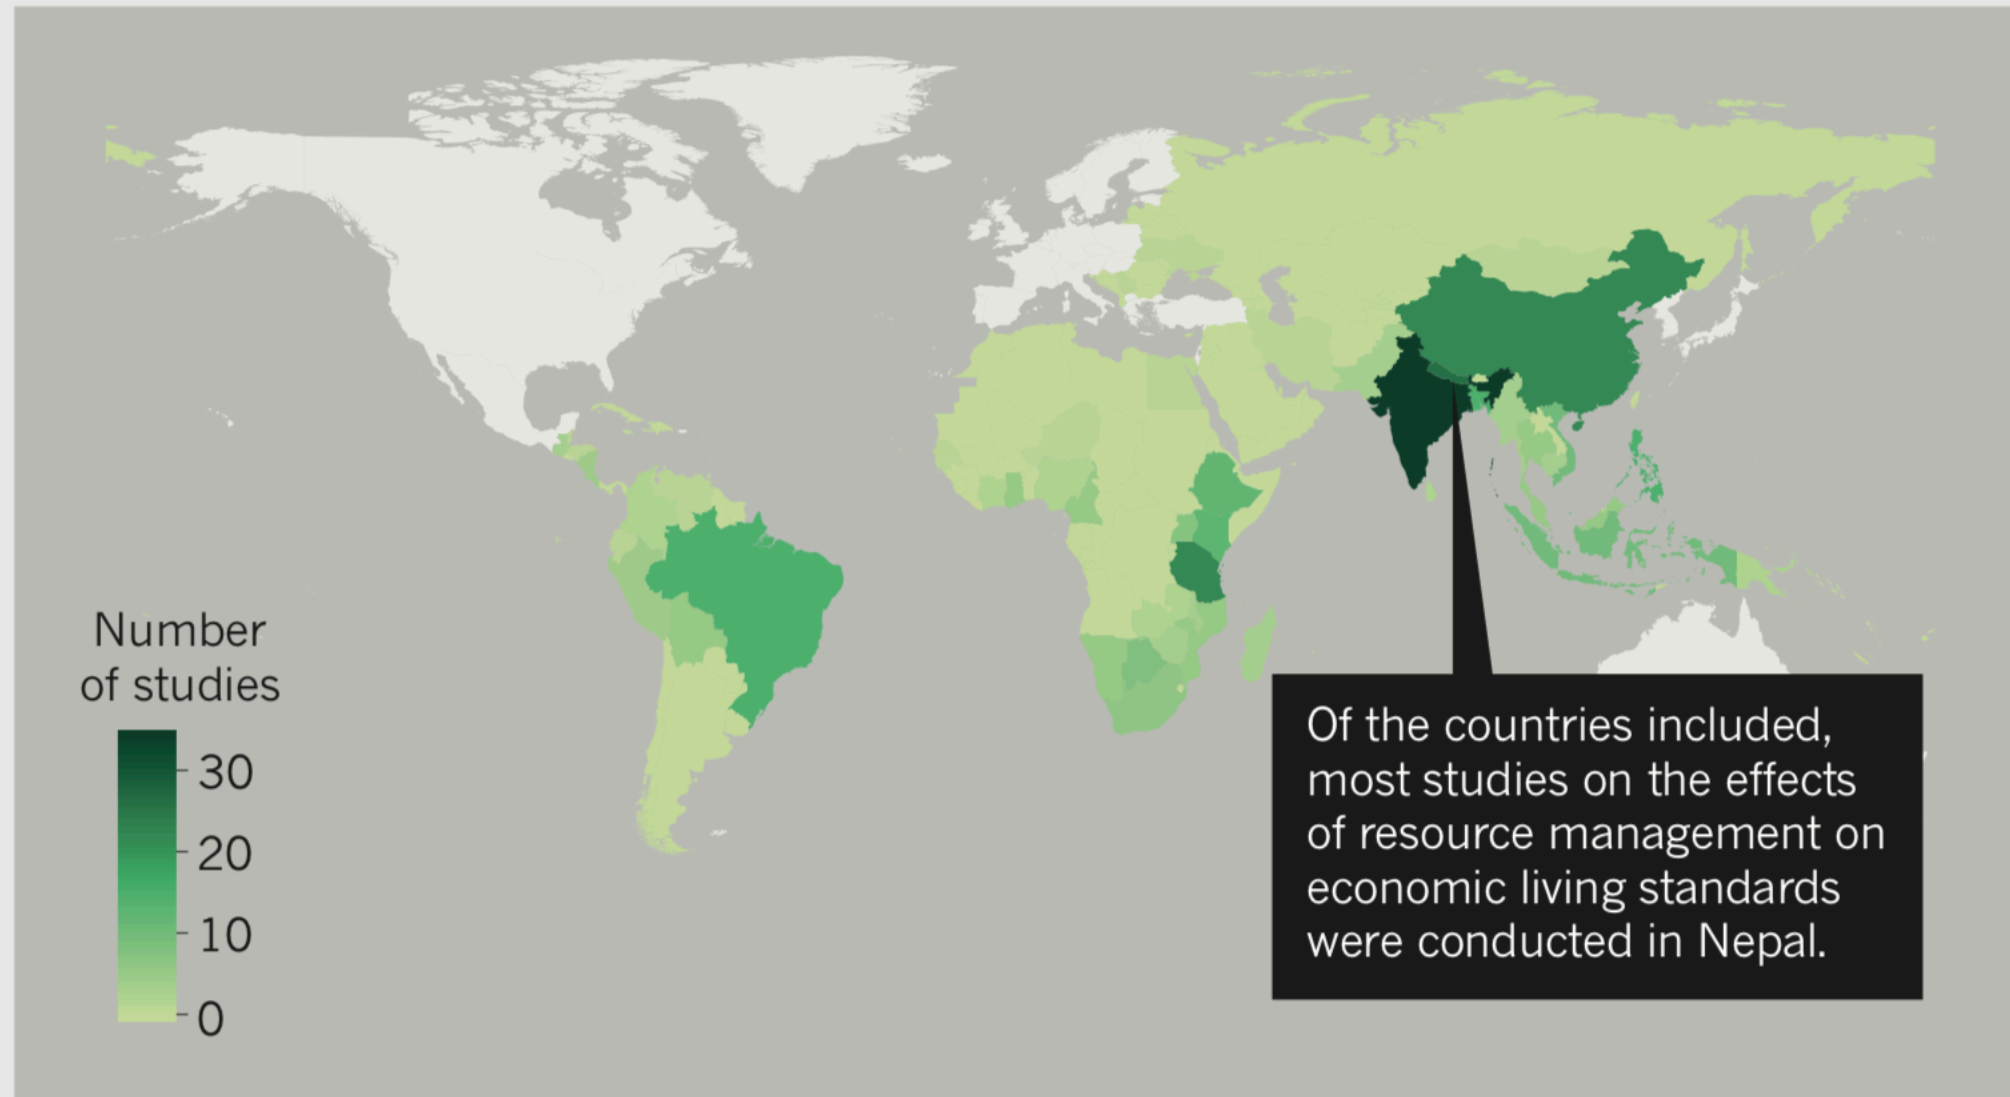 Number
of studies
30
20
10
0
Of the countries included,
most studies on the effects
of resource management on
economic living standards
were conducted in Nepal.